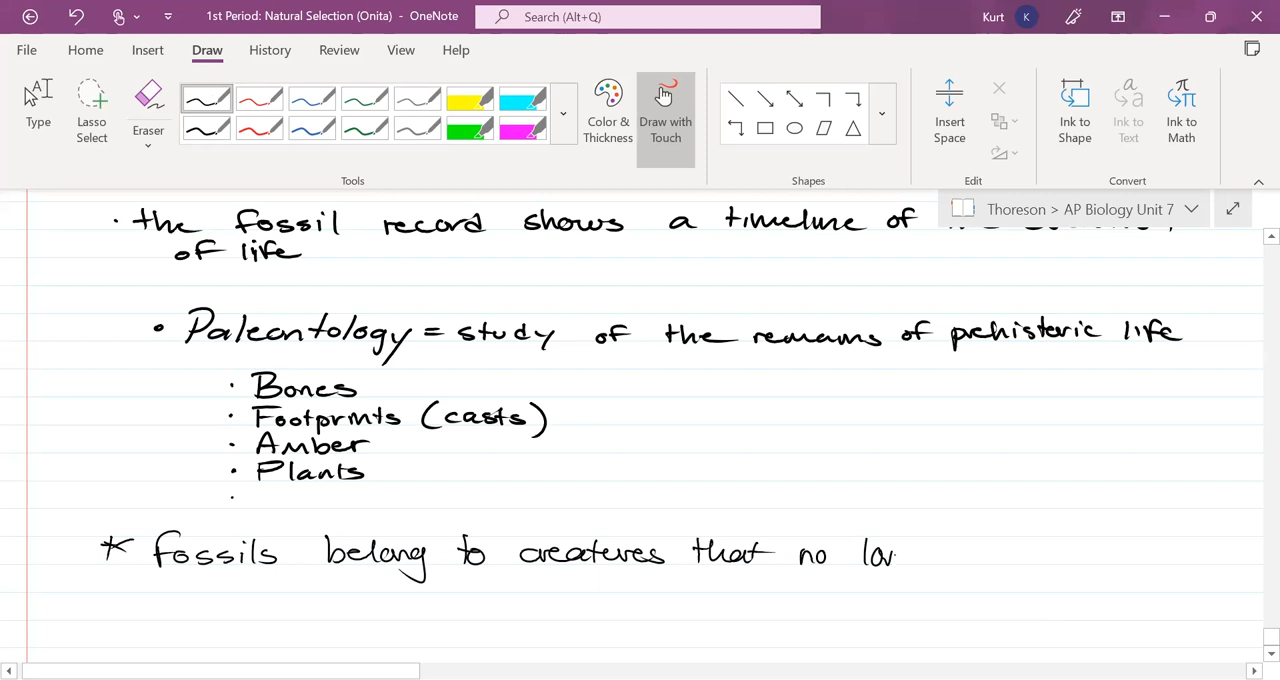 1st Period: Natural Selection (Onita) - OneNote
Search (Alt+Q)
Kurt
K
File Home Insert Draw History Review View Help
Type
Lasso Select
Eraser
Color & Thickness
Draw with Touch
Insert Space
Ink to Shape
Ink to Text
Ink to Math
Tools
Shapes
Edit
Convert
Thoreson > AP Biology Unit 7
· the fossil record shows a timeline of
of life
• Paleontology = study of the remains of prehistoric life
· Bones
· Footprints (casts)
· Amber
· Plants
·
* Fossils belong to creatures that no lon